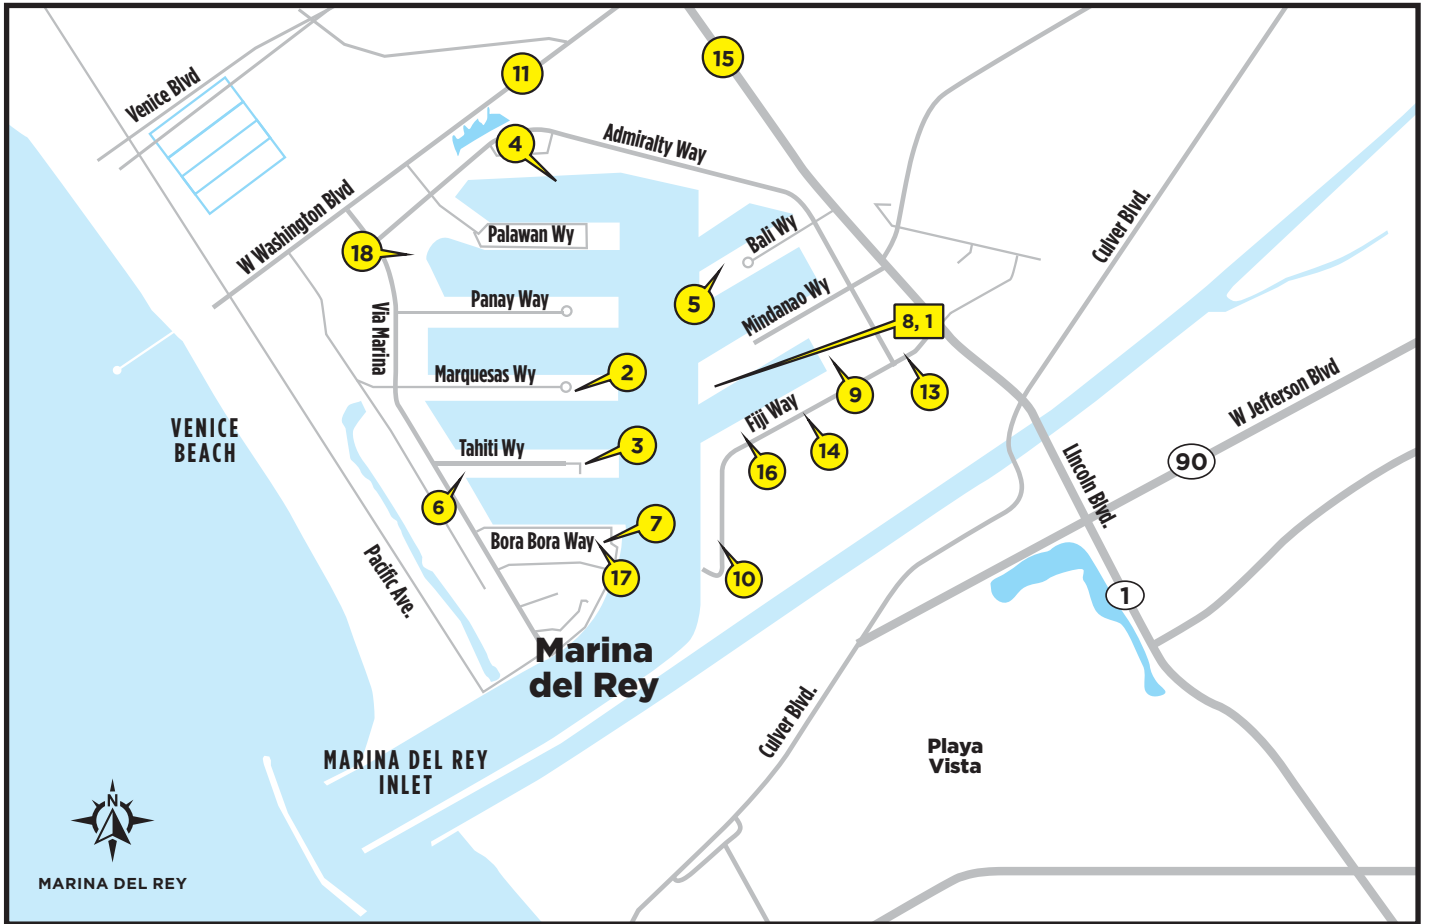 15
11
Venice Blvd
4
Admiralty Way
W Washington Blvd
Palawan Wy
Bali Wy
Culver Blvd.
18
5
Panay Way
Mindanao Wy
8, 1
Via Marina
Marquesas Wy
2
9
13
W Jefferson Blvd
VENICE
BEACH
Fiji Way
Tahiti Wy
3
14
16
90
Lincoln Blvd.
6
7
Bora Bora Way
17
10
Pacific Ave.
1
Marina
del Rey
Culver Blvd.
Playa
Vista
MARINA DEL REY
INLET
N
MARINA DEL REY